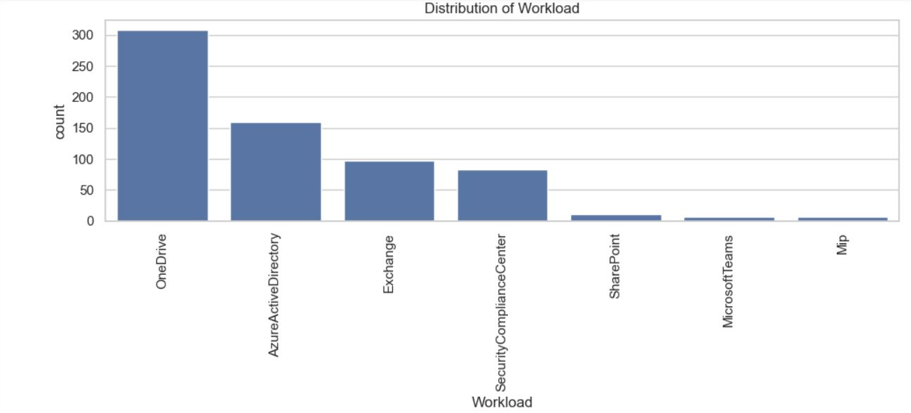 Distribution of Workload
count
300
250
200
150
100
50
0
OneDrive
AzureActiveDirectory
Exchange
SecurityComplianceCenter
SharePoint
MicrosoftTeams
Mip
Workload